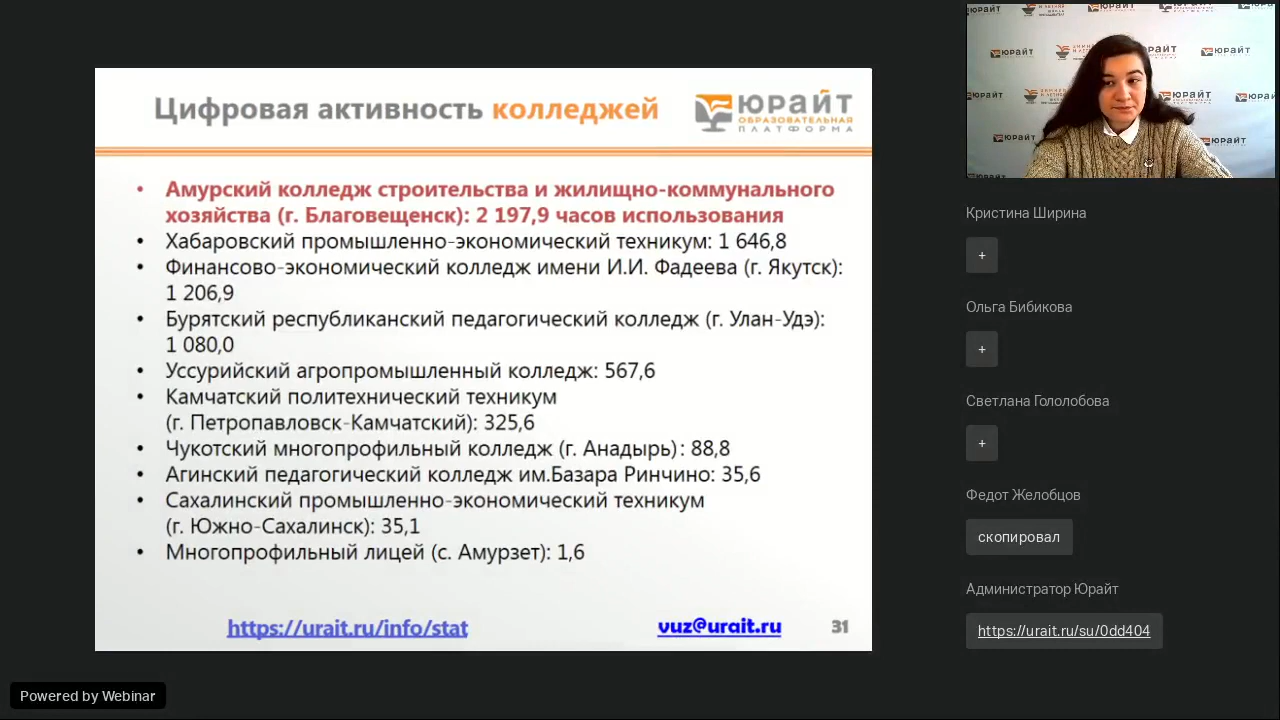 Цифровая активность колледжей
ЮРАЙТ
ОБРАЗОВАТЕЛЬНАЯ
ПЛАТФОРМА
• Амурский колледж строительства и жилищно-коммунального
хозяйства (г. Благовещенск): 2 197,9 часов использования
• Хабаровский промышленно-экономический техникум: 1 646,8
• Финансово-экономический колледж имени И.И. Фадеева (г. Якутск):
1 206,9
• Бурятский республиканский педагогический колледж (г. Улан-Удэ):
1 080,0
• Уссурийский агропромышленный колледж: 567,6
• Камчатский политехнический техникум
(г. Петропавловск-Камчатский): 325,6
• Чукотский многопрофильный колледж (г. Анадырь): 88,8
• Агинский педагогический колледж им.Базара Ринчино: 35,6
• Сахалинский промышленно-экономический техникум
(г. Южно-Сахалинск): 35,1
• Многопрофильный лицей (с. Амурзет): 1,6
https://urait.ru/info/stat
vuz@urait.ru
31
ЮРАЙТ
ЮРАЙТ
ЮРАЙТ
ЮРАЙТ
ЮРАЙТ
Кристина Ширина
+
Ольга Бибикова
+
Светлана Гололобова
+
Федот Желобцов
скопировал
Администратор Юрайт
https://urait.ru/su/0dd404
Powered by Webinar